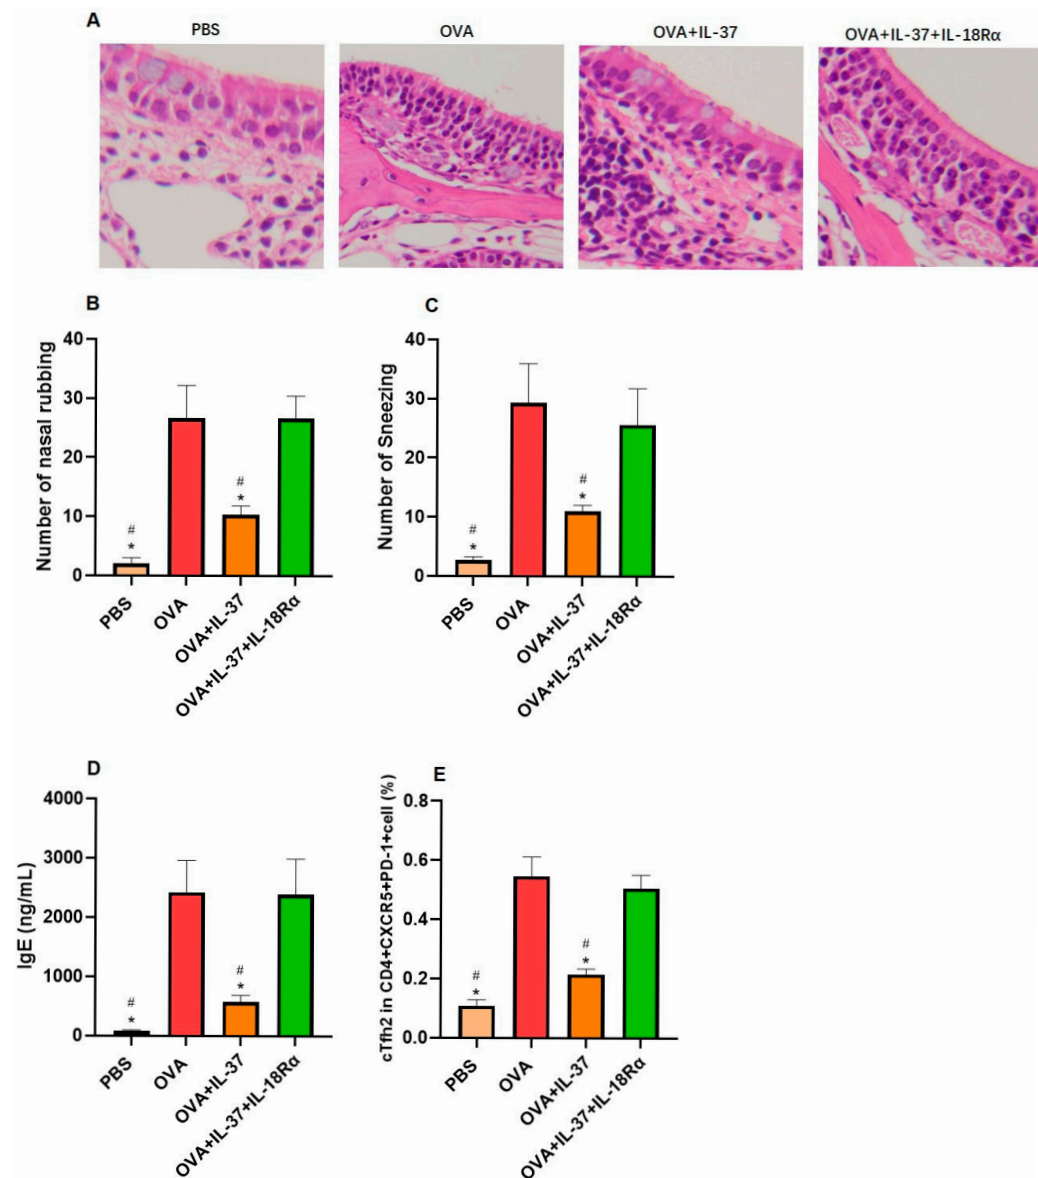 A
PBS
OVA
OVA+IL-37
OVA+IL-37+IL-18Rα
B
Number of nasal rubbing
40
30
20
10
0
#
*
#
*
PBS
OVA
OVA+IL-37
OVA+IL-37+IL-18Rα
C
Number of Sneezing
40
30
20
10
0
#
*
#
*
PBS
OVA
OVA+IL-37
OVA+IL-37+IL-18Rα
D
IgE (ng/mL)
4000
3000
2000
1000
0
#
*
#
*
PBS
OVA
OVA+IL-37
OVA+IL-37+IL-18Rα
E
cTfh2 in CD4+CXCR5+PD-1+cell (%)
0.8
0.6
0.4
0.2
0.0
#
*
#
*
PBS
OVA
OVA+IL-37
OVA+IL-37+IL-18Rα